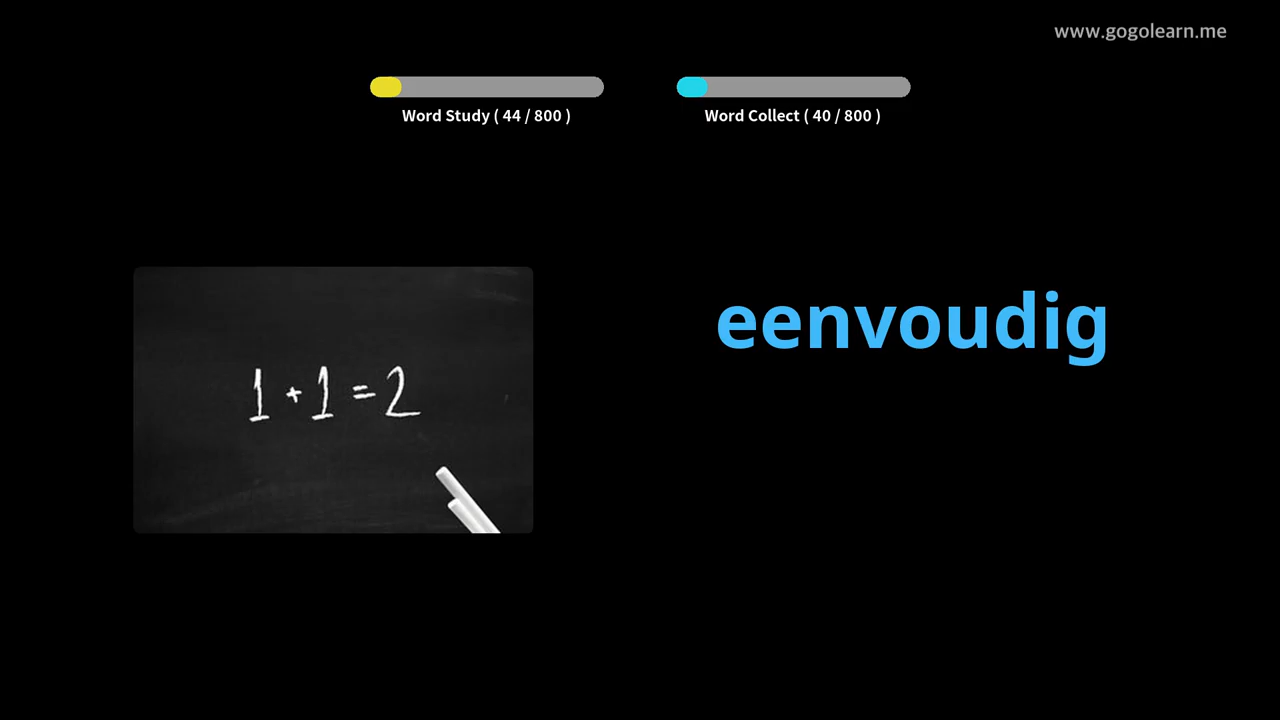 www.gogolearn.me
Word Study ( 44 / 800 )
Word Collect ( 40 / 800 )
eenvoudig
1 + 1 = 2